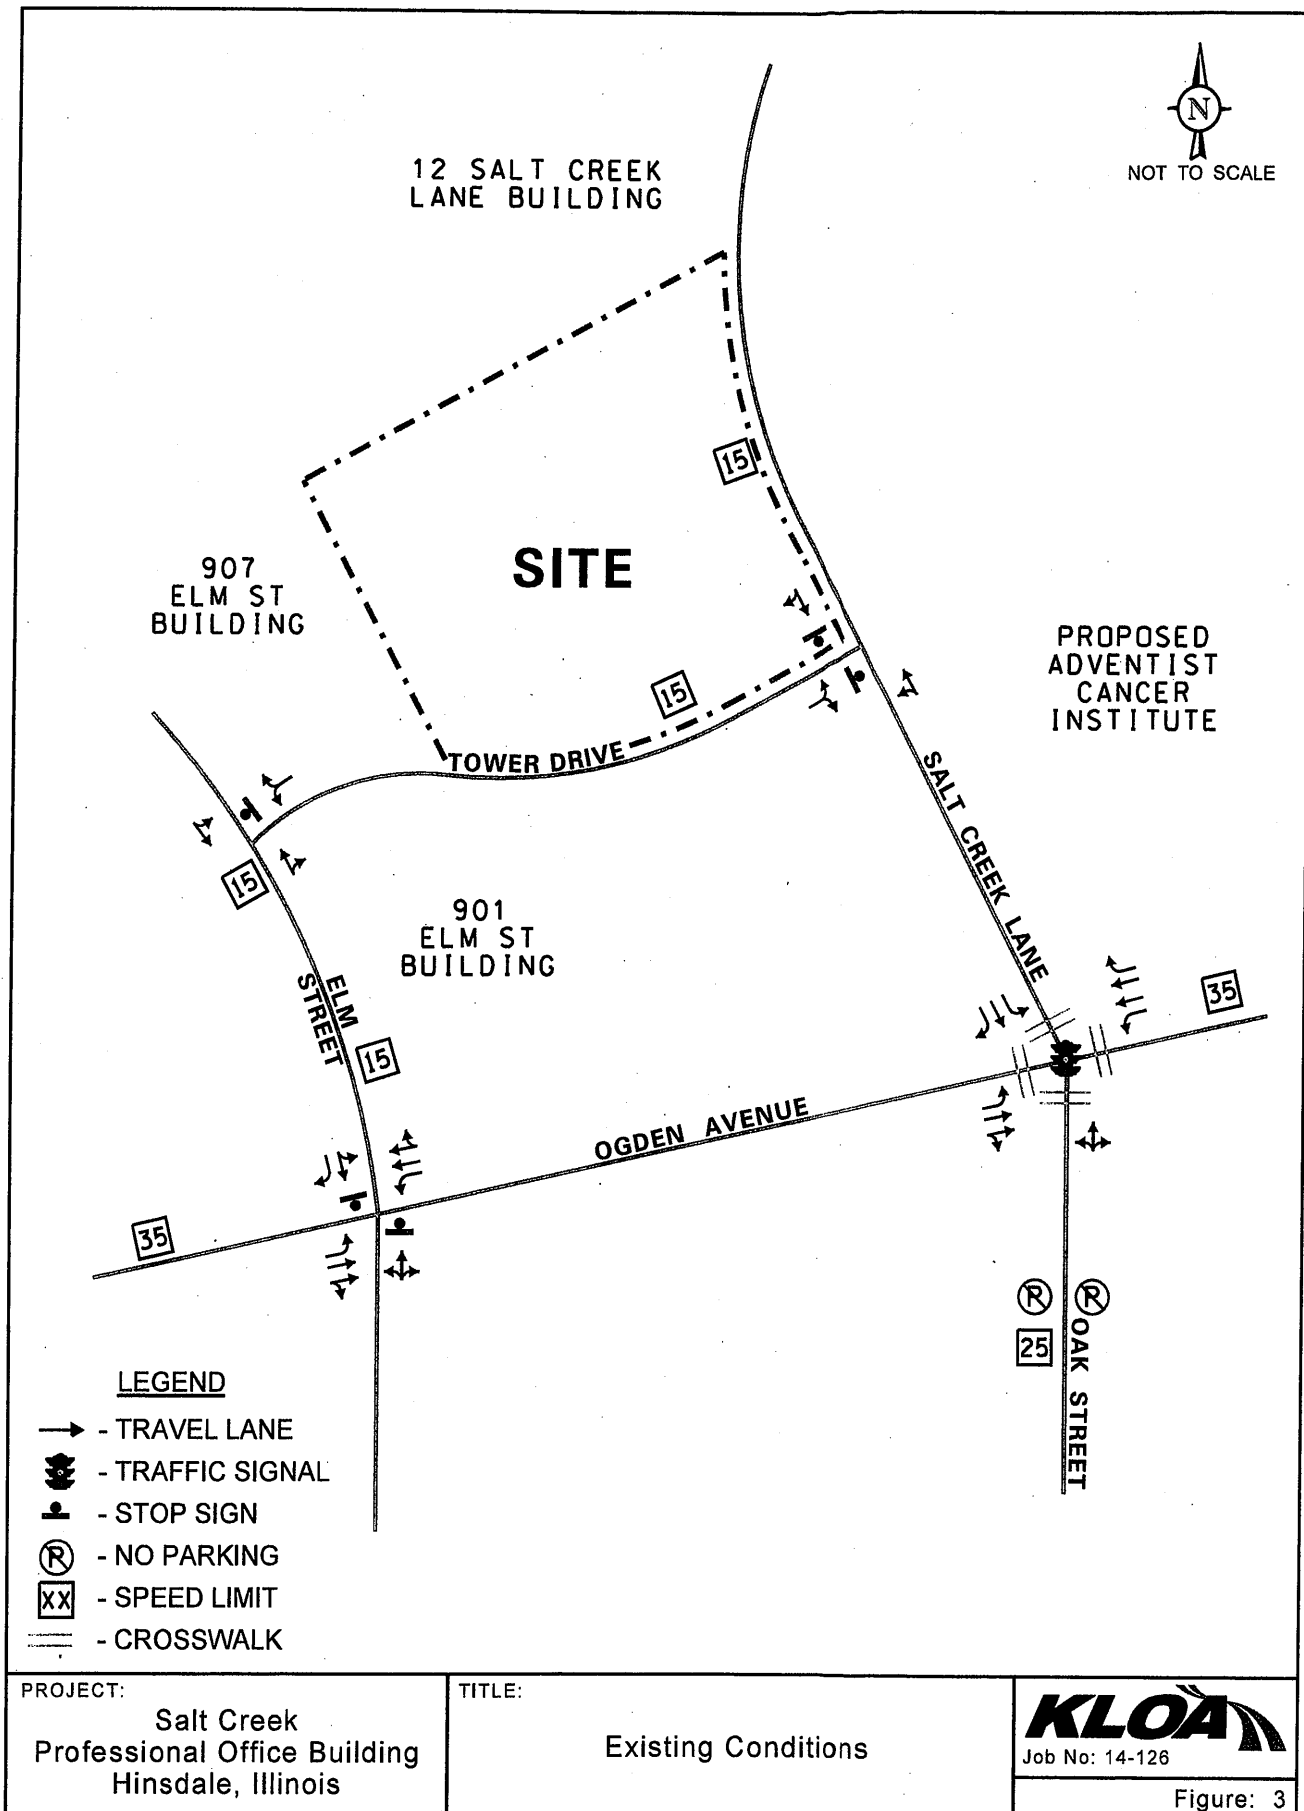 N
NOT TO SCALE
12 SALT CREEK
LANE BUILDING
15
SITE
907
ELM ST
BUILDING
PROPOSED
ADVENTIST
CANCER
INSTITUTE
15
TOWER DRIVE
SALT CREEK LANE
15
901
ELM ST
BUILDING
ELM
STREET
15
35
OGDEN AVENUE
35
R
R
25
OAK STREET
LEGEND
- TRAVEL LANE
- TRAFFIC SIGNAL
- STOP SIGN
R - NO PARKING
XX - SPEED LIMIT
- CROSSWALK
PROJECT:
Salt Creek
Professional Office Building
Hinsdale, Illinois
TITLE:
Existing Conditions
KLOA
Job No: 14-126
Figure: 3